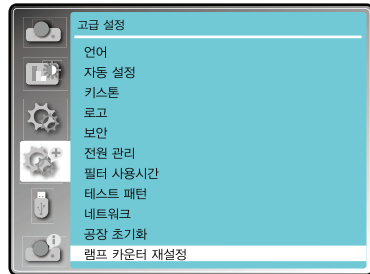 고급 설정
언어
자동 설정
키스톤
로고
보안
전원 관리
필터 사용시간
테스트 패턴
네트워크
공장 초기화
램프 카운터 재설정